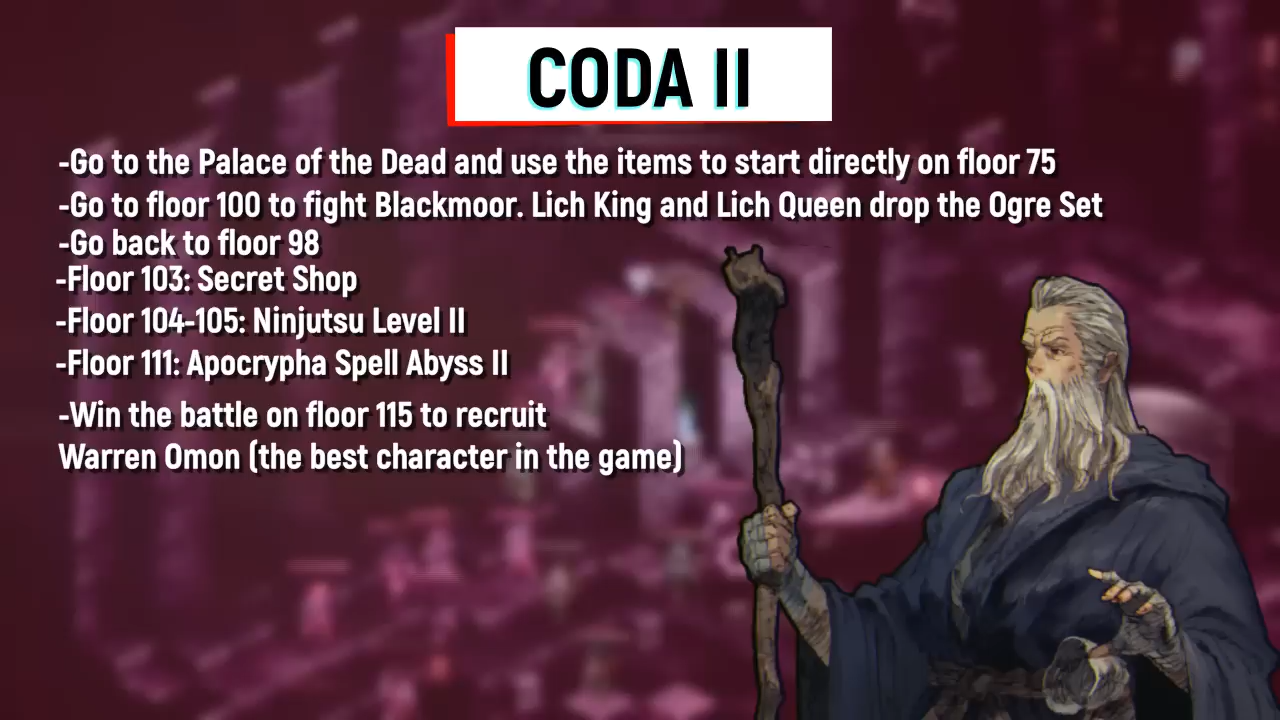 CODA II
-Go to the Palace of the Dead and use the items to start directly on floor 75
-Go to floor 100 to fight Blackmoor. Lich King and Lich Queen drop the Ogre Set
-Go back to floor 98
-Floor 103: Secret Shop
-Floor 104-105: Ninjutsu Level II
-Floor 111: Apocrypha Spell Abyss II
-Win the battle on floor 115 to recruit
Warren Omon (the best character in the game)